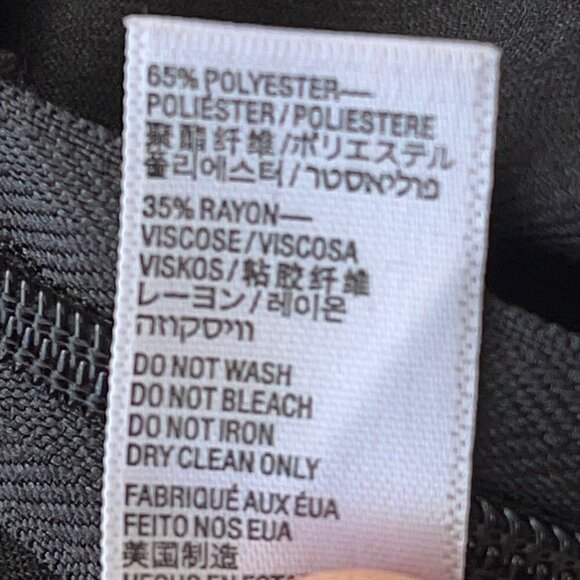 65% POLYESTER—
POLIÉSTER/POLIESTERE
聚酯纤维/ポリエステル
폴리에스터/פוליאסטר
35% RAYON—
VISCOSE/VISCOSA
VISKOS/粘胶纤维
レーヨン/레이온
וויסקוזה
DO NOT WASH
DO NOT BLEACH
DO NOT IRON
DRY CLEAN ONLY
FABRIQUÉ AUX ÉUA
FEITO NOS EUA
美国制造
HECHO EN